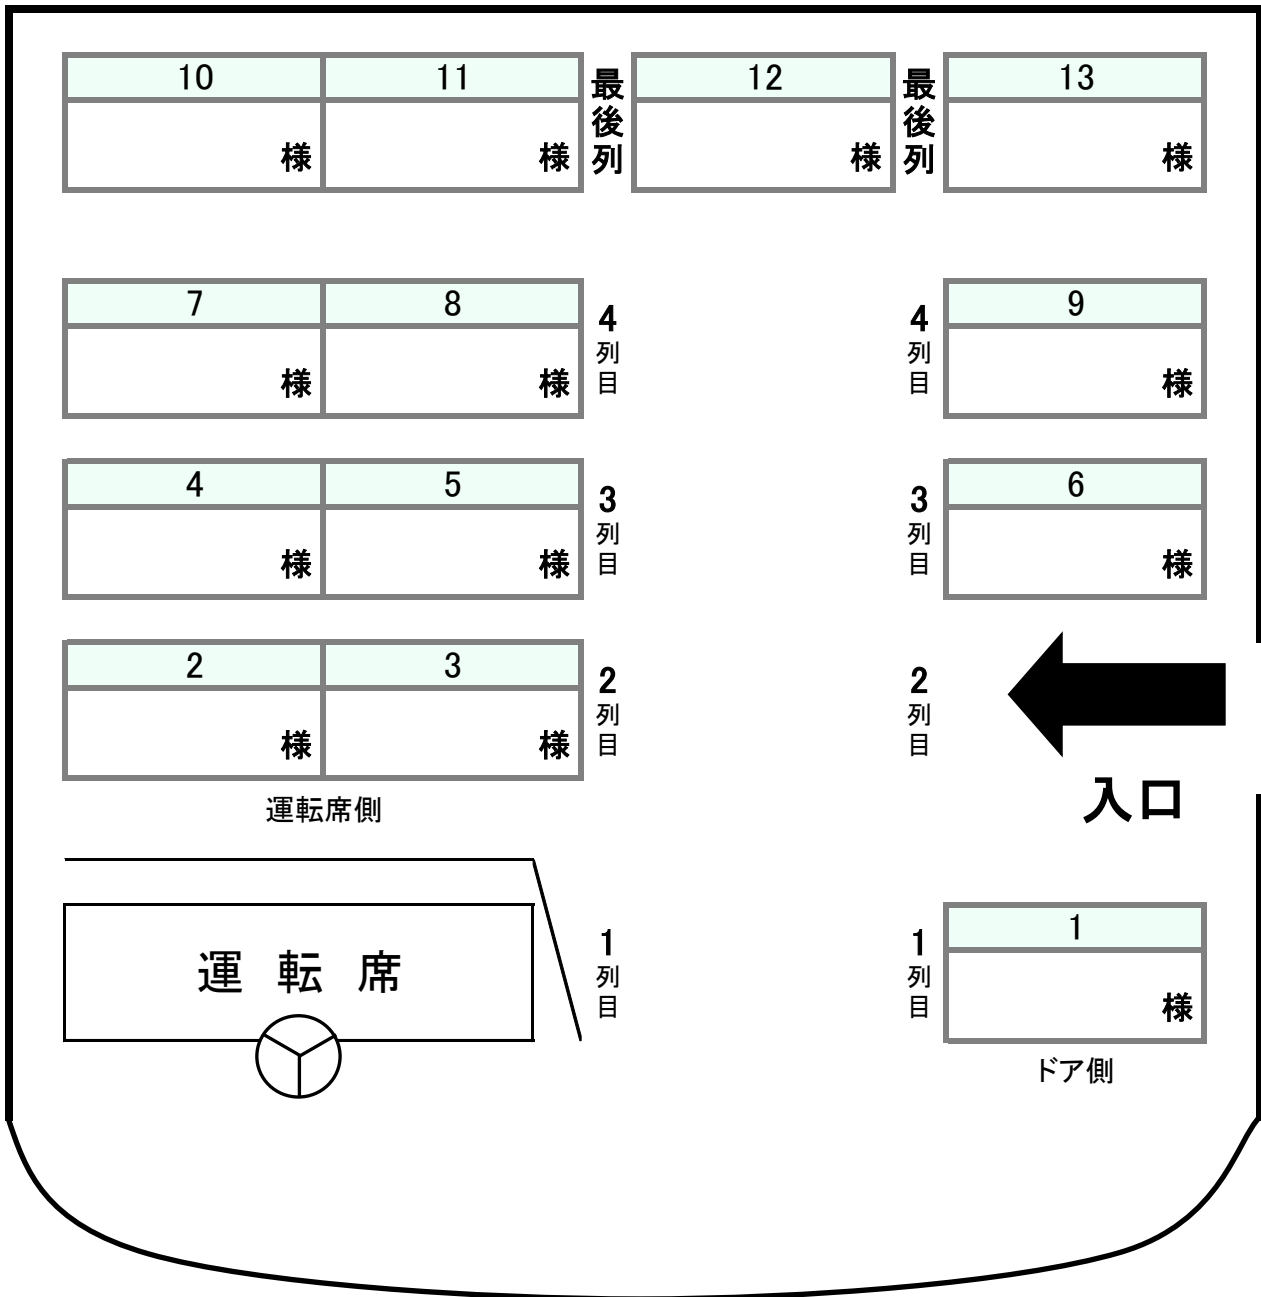 10 11 最後列 12 最後列 13
様 様 様 様
7 8 4列目 4列目 9
様 様 様
4 5 3列目 3列目 6
様 様 様
2 3 2列目 2列目
様 様
運転席側
入口
運転席 1列目 1列目 1
様
ドア側